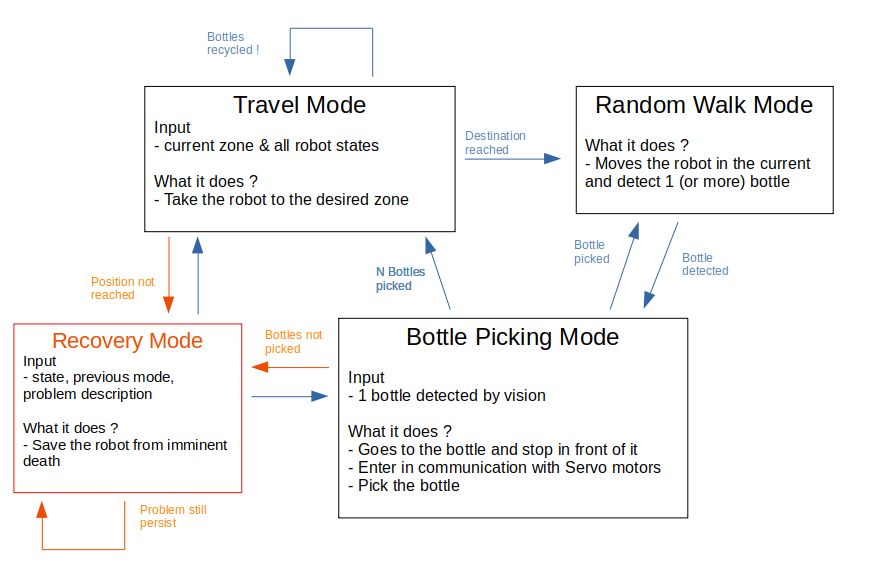 Bottles
recycled !
Travel Mode
Input
- current zone & all robot states
What it does ?
- Take the robot to the desired zone
Destination
reached
Random Walk Mode
What it does ?
- Moves the robot in the current
and detect 1 (or more) bottle
Position not
reached
N Bottles
picked
Bottle
picked
Bottle
detected
Recovery Mode
Input
- state, previous mode,
problem description
What it does ?
- Save the robot from imminent
death
Bottles not
picked
Bottle Picking Mode
Input
- 1 bottle detected by vision
What it does ?
- Goes to the bottle and stop in front of it
- Enter in communication with Servo motors
- Pick the bottle
Problem still
persist